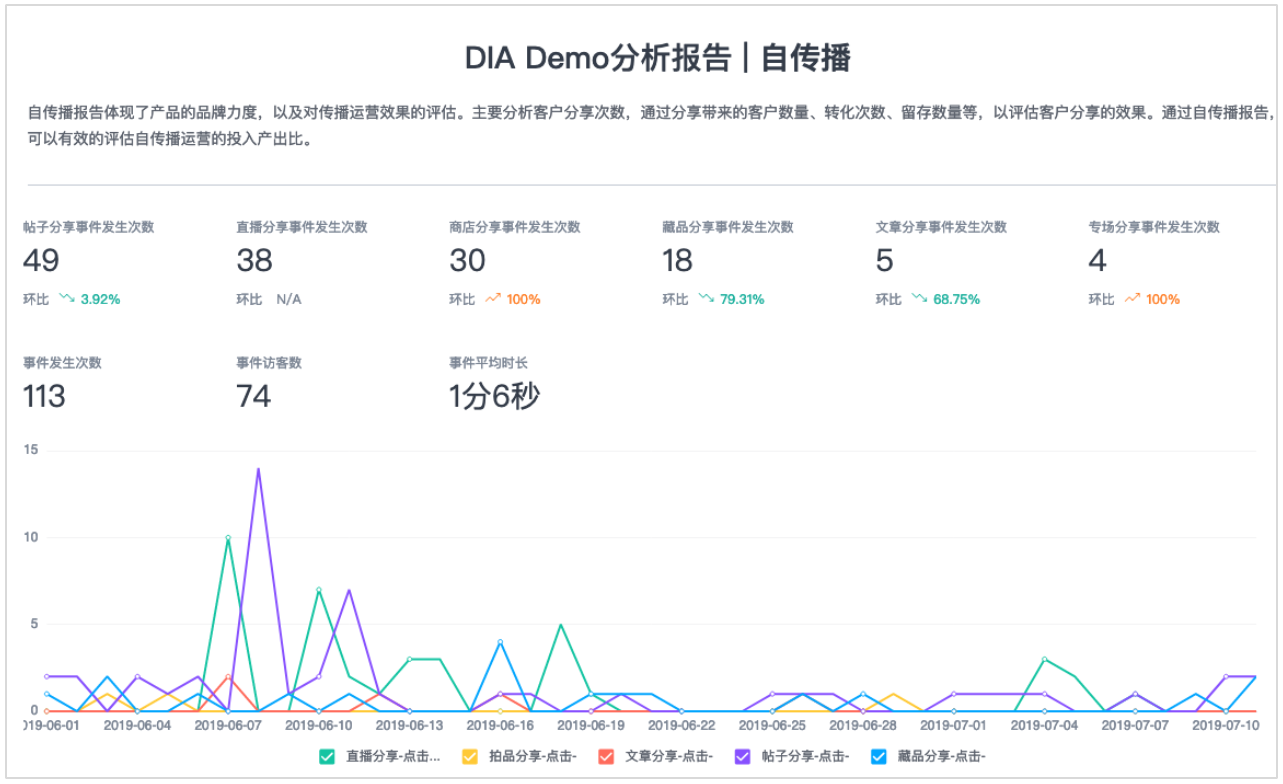 DIA Demo分析报告 | 自传播
自传播报告体现了产品的品牌力度，以及对传播运营效果的评估。主要分析客户分享次数，通过分享带来的客户数量、转化次数、留存数量等，以评估客户分享的效果。通过自传播报告，
可以有效的评估自传播运营的投入产出比。
帖子分享事件发生次数 直播分享事件发生次数 商店分享事件发生次数 藏品分享事件发生次数 文章分享事件发生次数 专场分享事件发生次数
49 38 30 18 5 4
环比 3.92% 环比 N/A 环比 100% 环比 79.31% 环比 68.75% 环比 100%
事件发生次数 事件访客数 事件平均时长
113 74 1分6秒
15
10
5
0
019-06-01 2019-06-04 2019-06-07 2019-06-10 2019-06-13 2019-06-16 2019-06-19 2019-06-22 2019-06-25 2019-06-28 2019-07-01 2019-07-04 2019-07-07 2019-07-10
直播分享-点击... 拍品分享-点击- 文章分享-点击- 帖子分享-点击- 藏品分享-点击-